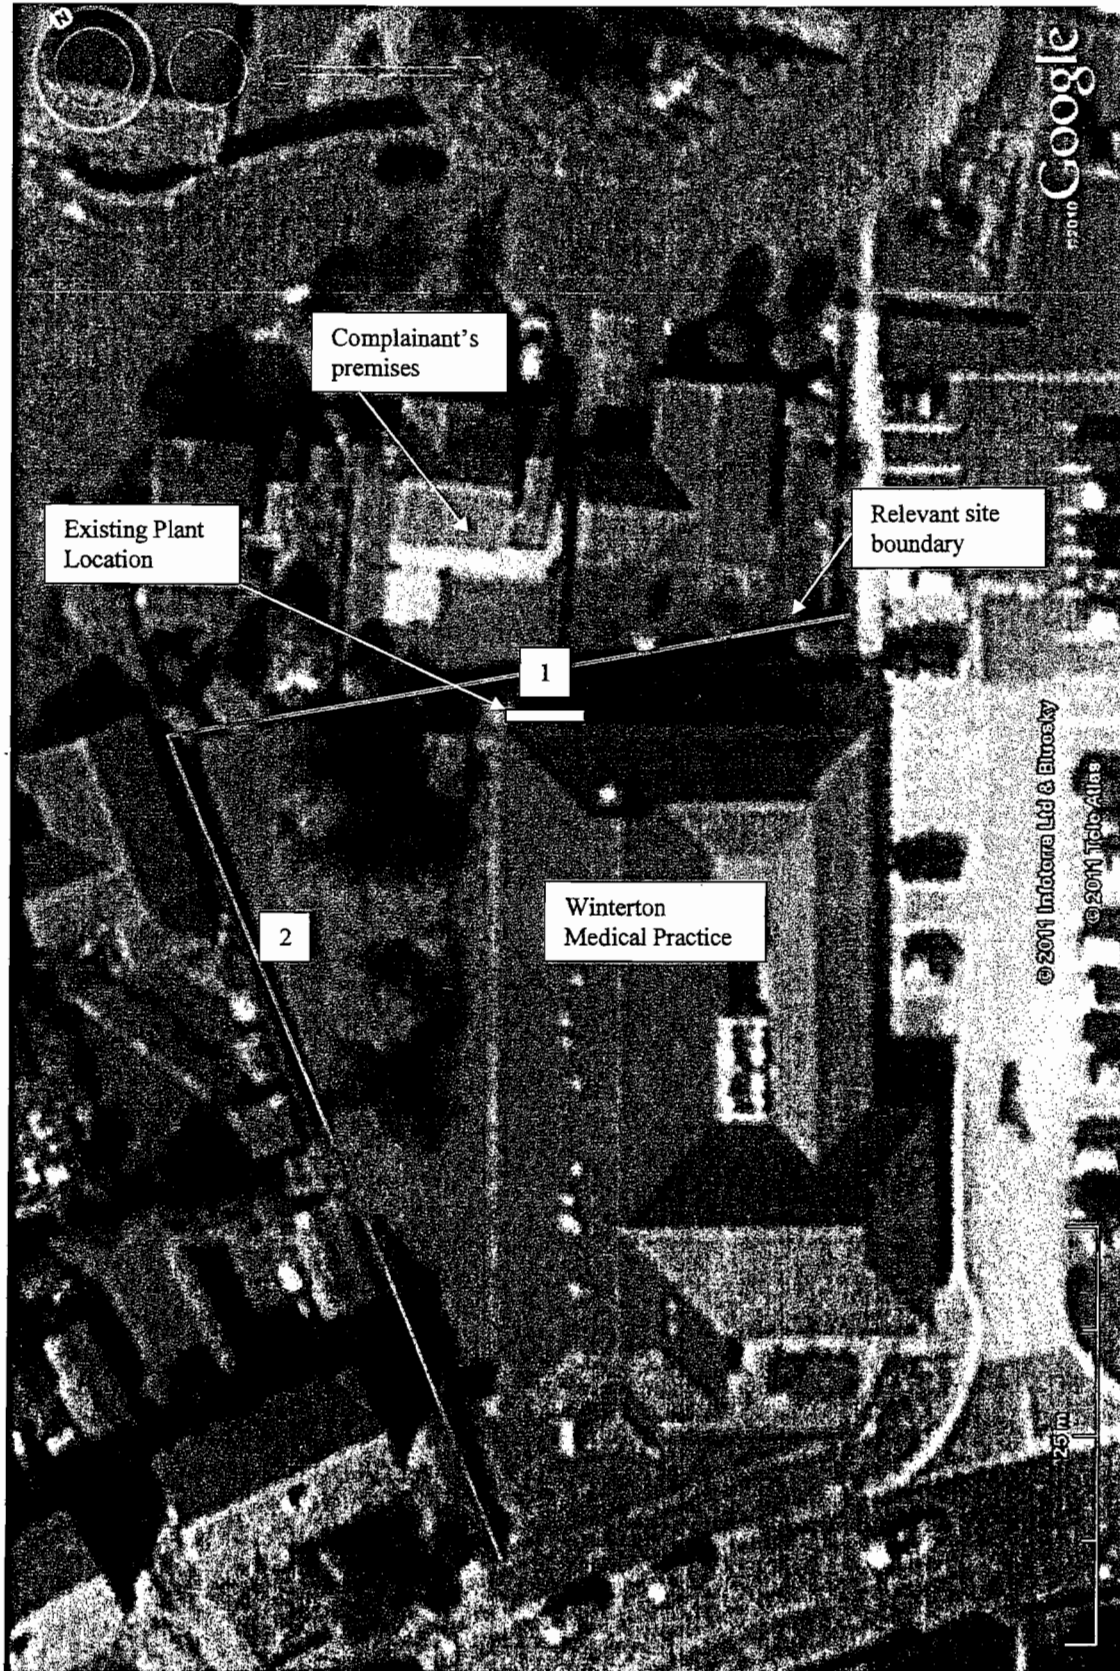 N
©2010 Google
Complainant's
premises
Existing Plant
Location
Relevant site
boundary
1
2
Winterton
Medical Practice
© 2011 Infoterra Ltd & Bluesky
© 2011 Tele Atlas
25 m